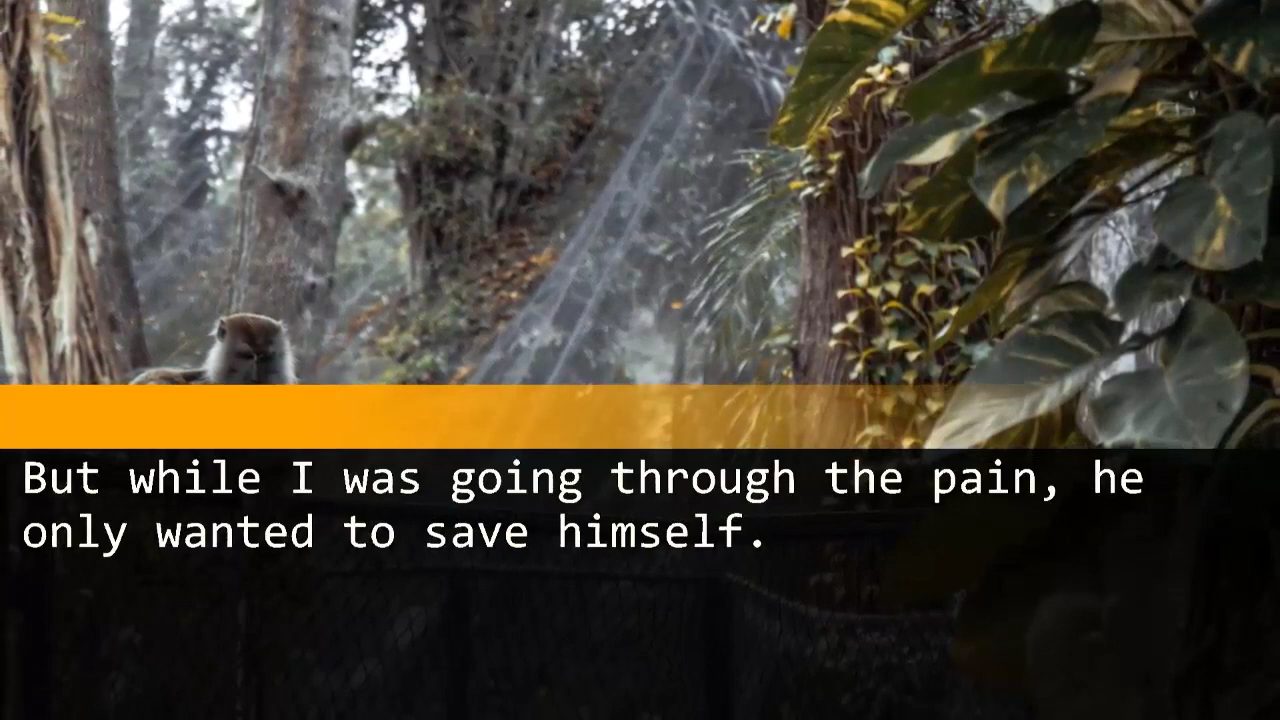 But while I was going through the pain, he
only wanted to save himself.